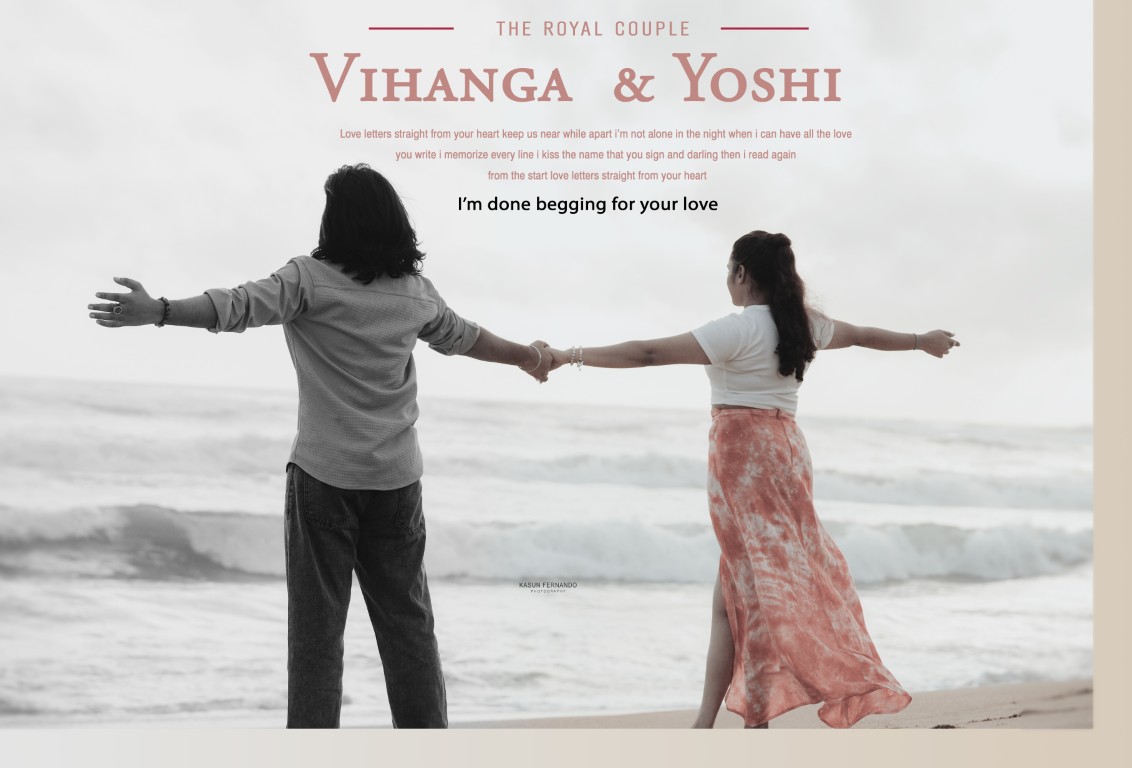 THE ROYAL COUPLE
VIHANGA & YOSHI
Love letters straight from your heart keep us near while apart i'm not alone in the night when i can have all the love
you write i memorize every line i kiss the name that you sign and darling then i read again
from the start love letters straight from your heart
I'm done begging for your love
KASUN FERNANDO
PHOTOGRAPHY